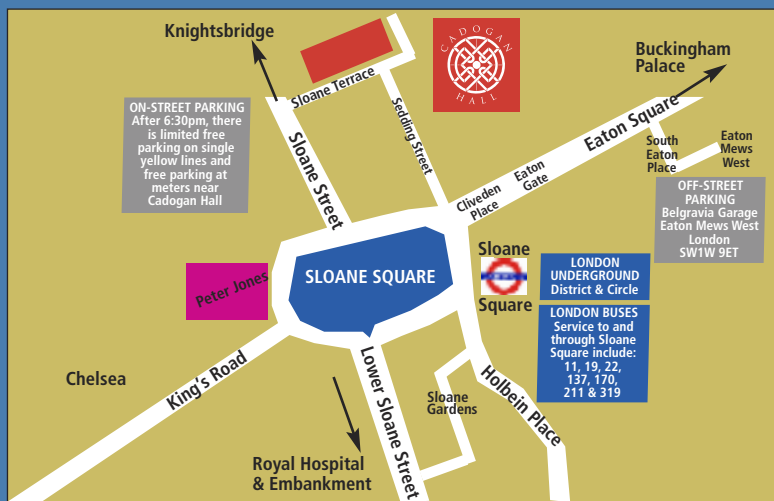 Knightsbridge
CADOGAN
HALL
Buckingham
Palace
Sloane Terrace
ON-STREET PARKING
After 6:30pm, there
is limited free
parking on single
yellow lines and
free parking at
meters near
Cadogan Hall
Sloane Street
Sedding Street
Eaton Square
South
Eaton
Place
Eaton
Mews
West
Cliveden
Place
Eaton
Gate
OFF-STREET
PARKING
Belgravia Garage
Eaton Mews West
London
SW1W 9ET
Peter Jones
SLOANE SQUARE
Sloane
Square
LONDON
UNDERGROUND
District & Circle
LONDON BUSES
Service to and
through Sloane
Square include:
11, 19, 22,
137, 170,
211 & 319
Chelsea
King's Road
Lower Sloane Street
Sloane
Gardens
Holbein Place
Royal Hospital
& Embankment